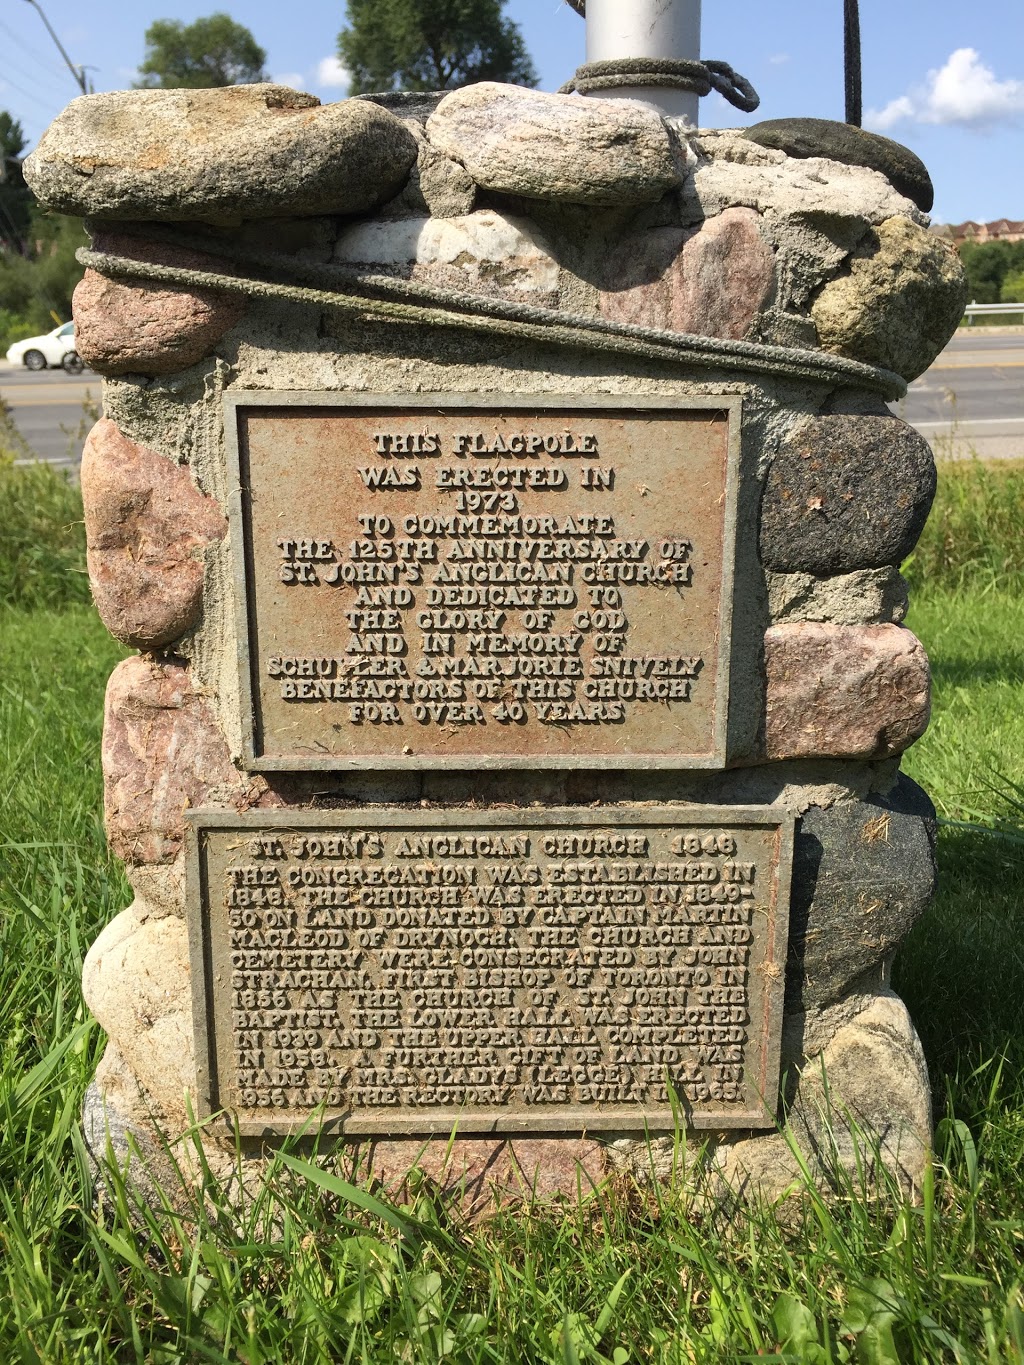 THIS FLAGPOLE
WAS ERECTED IN
1973
TO COMMEMORATE
THE 125TH ANNIVERSARY OF
ST. JOHN'S ANGLICAN CHURCH
AND DEDICATED TO
THE GLORY OF GOD
AND IN MEMORY OF
& MARJORIE SNIVELY
BENEFACTORS OF THIS CHURCH
FOR OVER 40 YEARS
ST. JOHN'S ANGLICAN CHURCH 1848
THE CONGREGATION WAS ESTABLISHED IN
1848. THE CHURCH WAS ERECTED IN 1849-
50 ON LAND DONATED BY CAPTAIN MARTIN
MACLEOD OF DRYNOCH. THE CHURCH AND
CEMETERY WERE CONSECRATED BY JOHN
STRACHAN, FIRST BISHOP OF TORONTO IN
1856 AS THE CHURCH OF ST. JOHN THE
BAPTIST. THE LOWER HALL WAS ERECTED
IN 1939 AND THE UPPER HALL COMPLETED
IN 1958. A FURTHER GIFT OF LAND WAS
MADE BY MRS. GLADYS (LEGGE) HILL IN
1956 AND THE RECTORY WAS BUILT IN 1965.